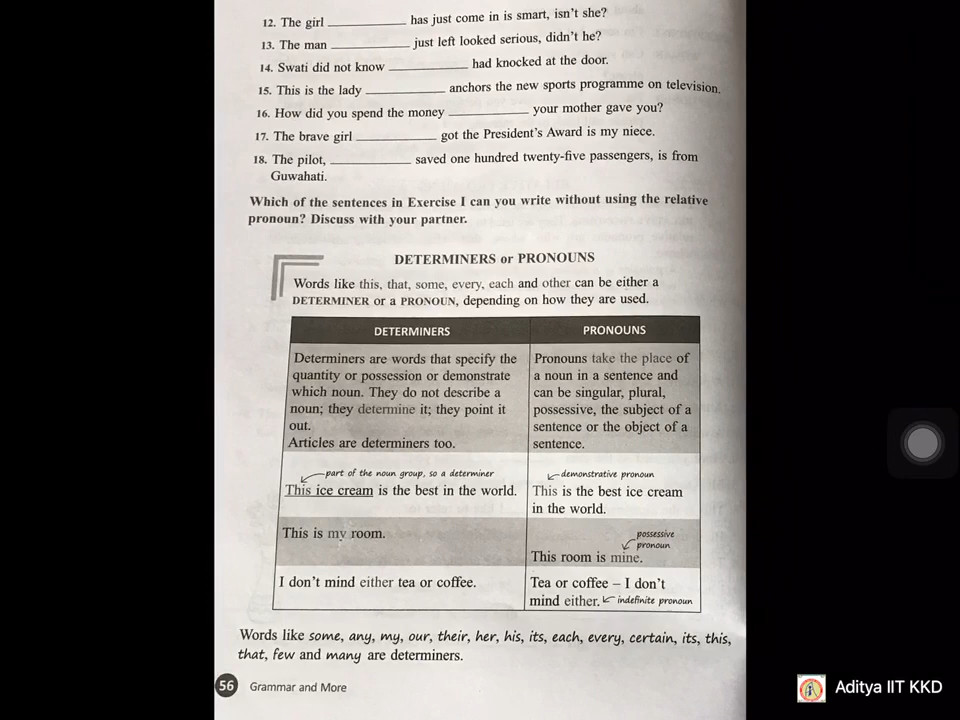 12. The girl ____________ has just come in is smart, isn't she?
13. The man ____________ just left looked serious, didn't he?
14. Swati did not know ____________ had knocked at the door.
15. This is the lady ____________ anchors the new sports programme on television.
16. How did you spend the money ____________ your mother gave you?
17. The brave girl ____________ got the President's Award is my niece.
18. The pilot, ____________ saved one hundred twenty-five passengers, is from
Guwahati.
Which of the sentences in Exercise I can you write without using the relative
pronoun? Discuss with your partner.
DETERMINERS or PRONOUNS
Words like this, that, some, every, each and other can be either a
DETERMINER or a PRONOUN, depending on how they are used.
DETERMINERS
Determiners are words that specify the
quantity or possession or demonstrate
which noun. They do not describe a
noun; they determine it; they point it
out.
Articles are determiners too.
PRONOUNS
Pronouns take the place of
a noun in a sentence and
can be singular, plural,
possessive, the subject of a
sentence or the object of a
sentence.
part of the noun group, so a determiner
This ice cream is the best in the world.
demonstrative pronoun
This is the best ice cream
in the world.
This is my room.
possessive
pronoun
This room is mine.
I don't mind either tea or coffee.
Tea or coffee – I don't
mind either. indefinite pronoun
Words like some, any, my, our, their, her, his, its, each, every, certain, its, this,
that, few and many are determiners.
56 Grammar and More
Aditya IIT KKD